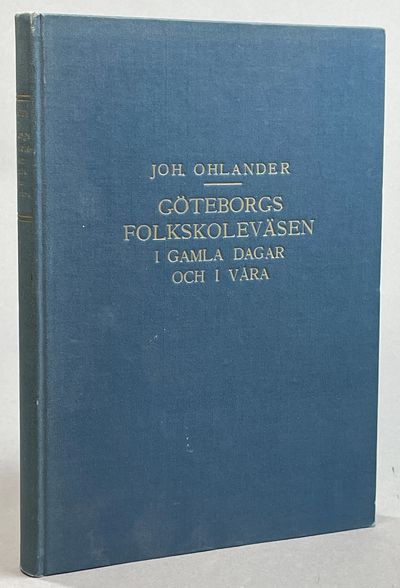 JOH. OHLANDER
GÖTEBORGS
FOLKSKOLEVÄSEN
I GAMLA DAGAR
OCH I VÅRA